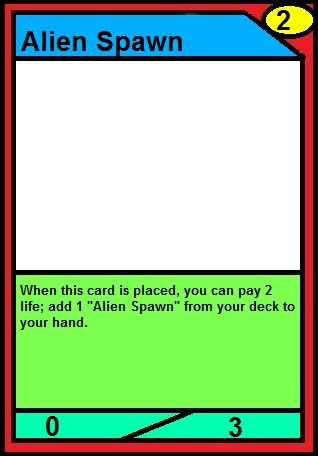 Alien Spawn
2
When this card is placed, you can pay 2
life; add 1 "Alien Spawn" from your deck to
your hand.
0
3